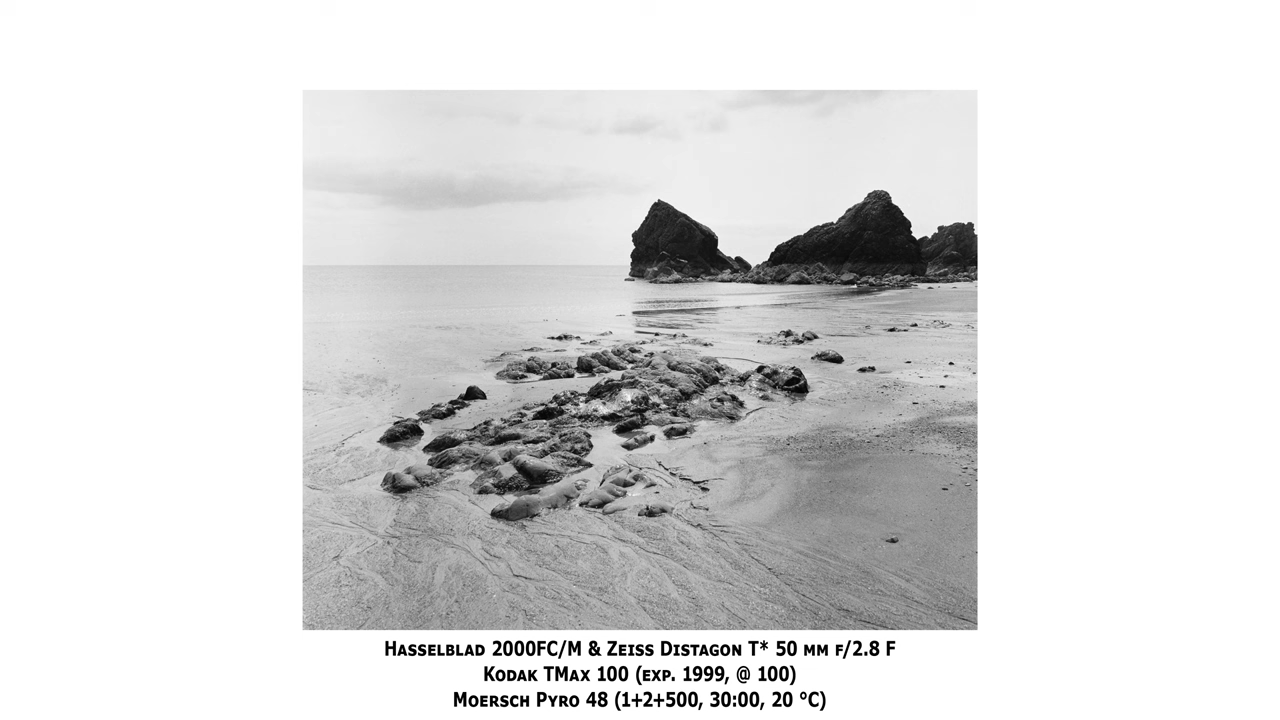 Hasselblad 2000FC/M & Zeiss Distagon T* 50 mm f/2.8 F
Kodak TMax 100 (exp. 1999, @ 100)
Moersch Pyro 48 (1+2+500, 30:00, 20 °C)